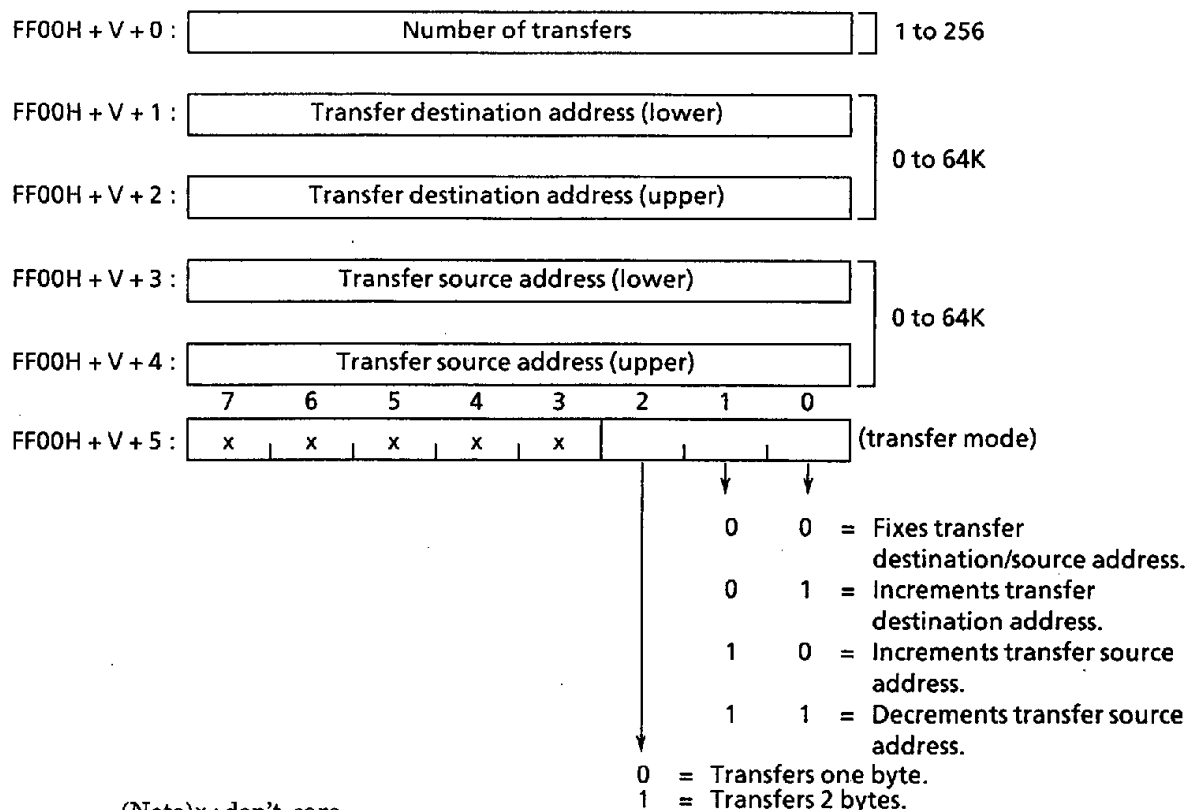 FF00H + V + 0 : Number of transfers 1 to 256
FF00H + V + 1 : Transfer destination address (lower)
0 to 64K
FF00H + V + 2 : Transfer destination address (upper)
FF00H + V + 3 : Transfer source address (lower)
0 to 64K
FF00H + V + 4 : Transfer source address (upper)
7 6 5 4 3 2 1 0
FF00H + V + 5 : x x x x x (transfer mode)
0 0 = Fixes transfer
destination/source address.
0 1 = Increments transfer
destination address.
1 0 = Increments transfer source
address.
1 1 = Decrements transfer source
address.
0 = Transfers one byte.
1 = Transfers 2 bytes.
(Note)x : don't care